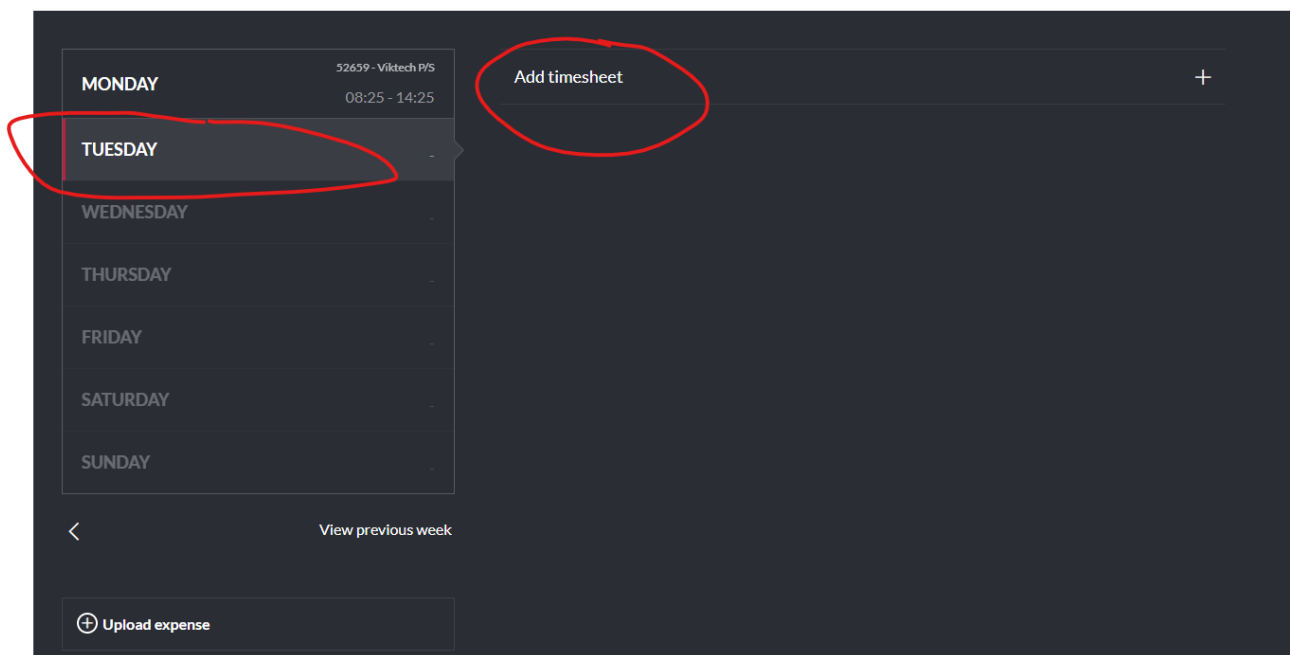 52659 - Viktech P/S
MONDAY
08:25 - 14:25
TUESDAY -
WEDNESDAY -
THURSDAY -
FRIDAY -
SATURDAY -
SUNDAY -
View previous week
Upload expense
Add timesheet +